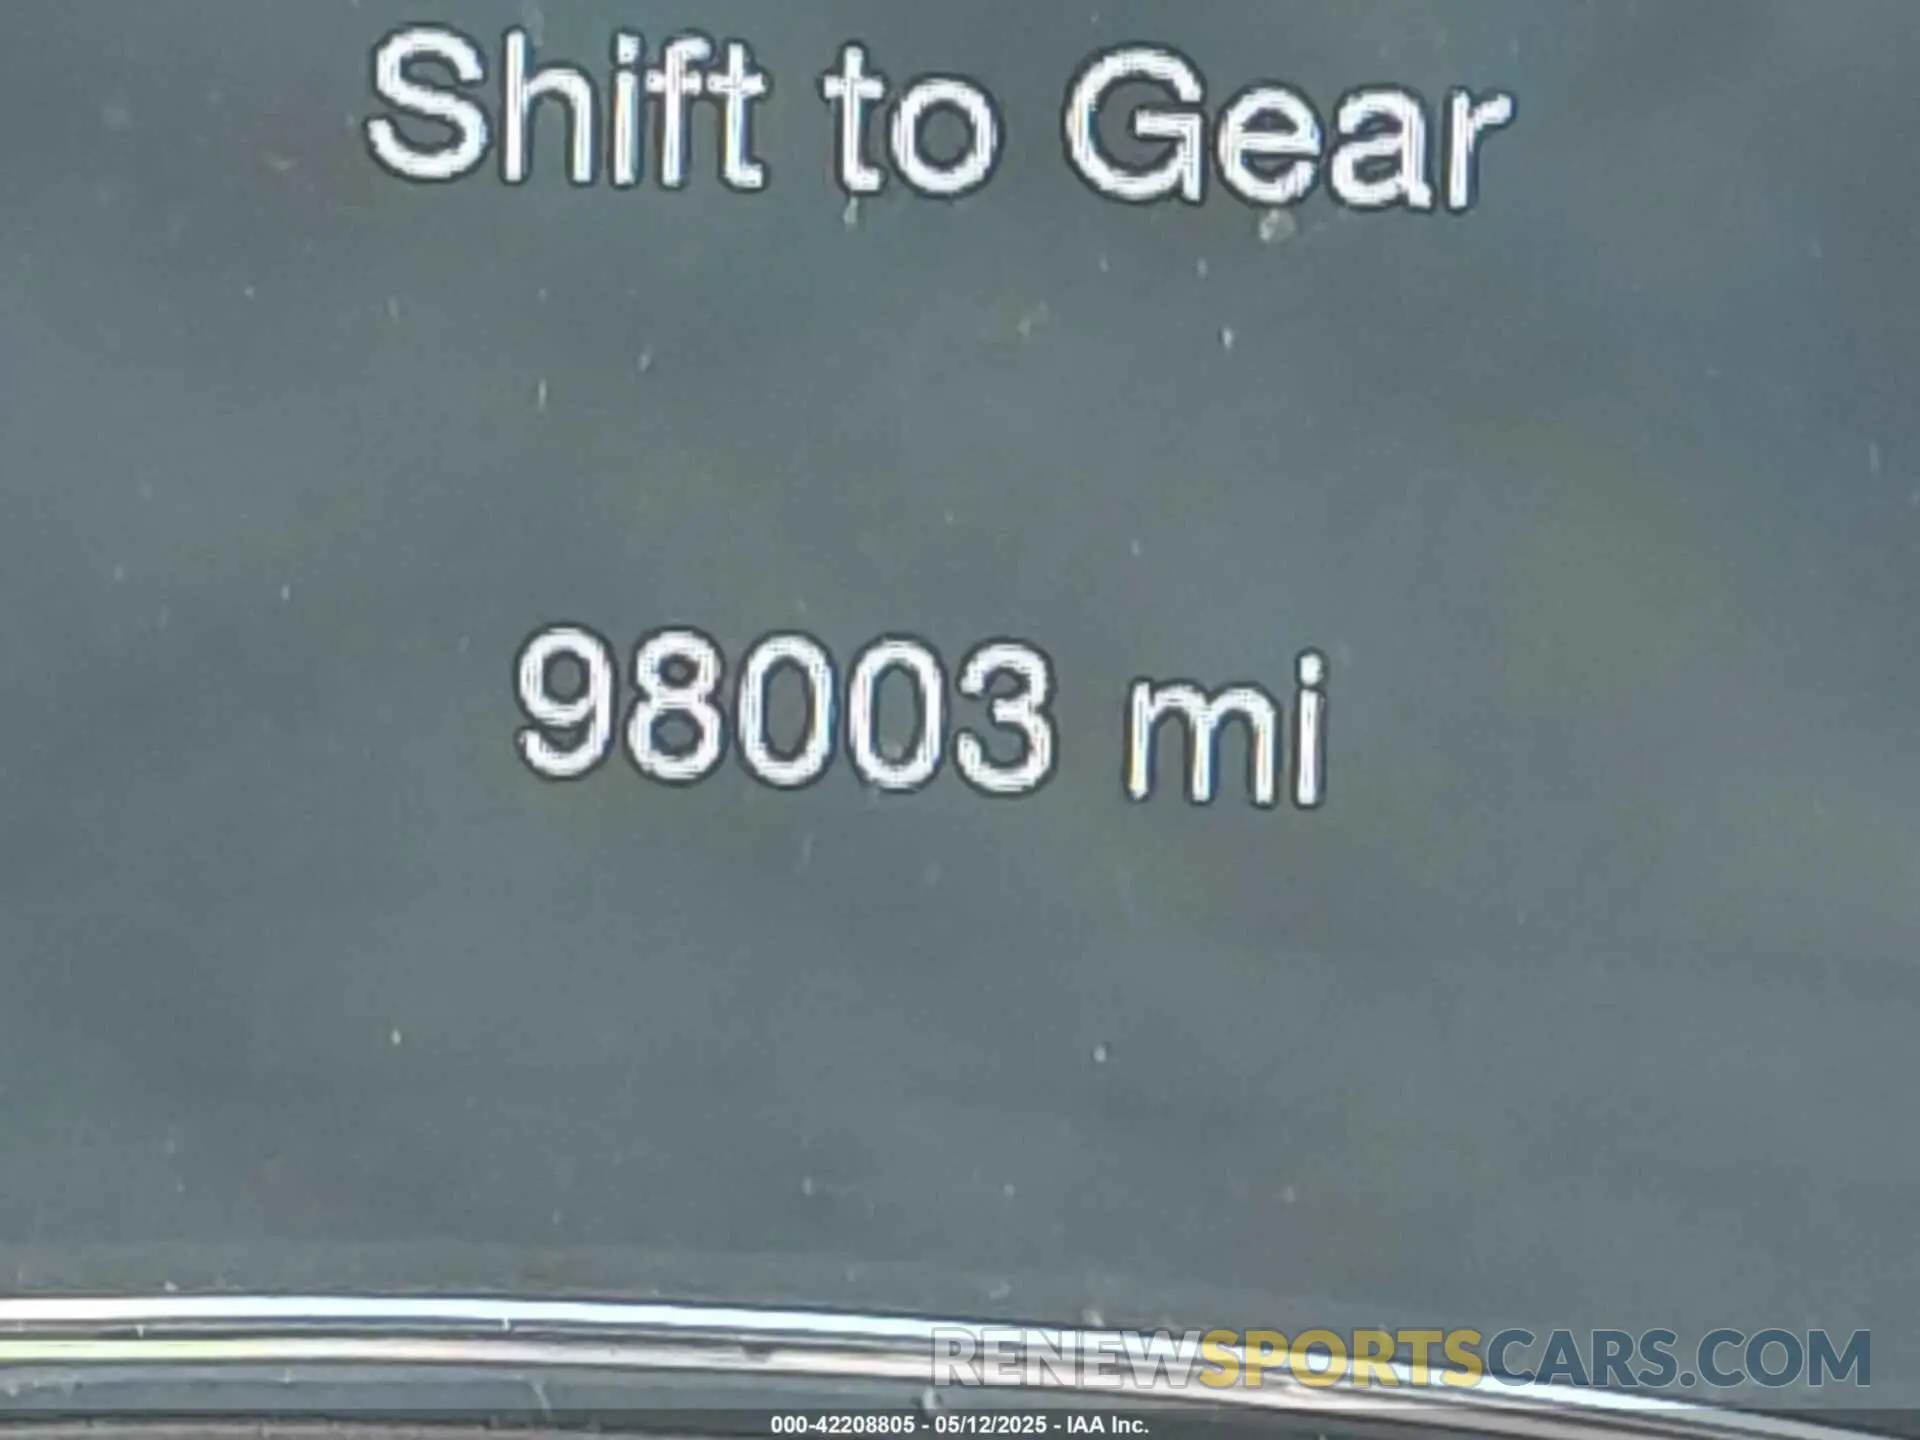 Shift to Gear
98003 mi
RENEWSPORTSCARS.COM
000-42208805 - 05/12/2025 - IAA Inc.